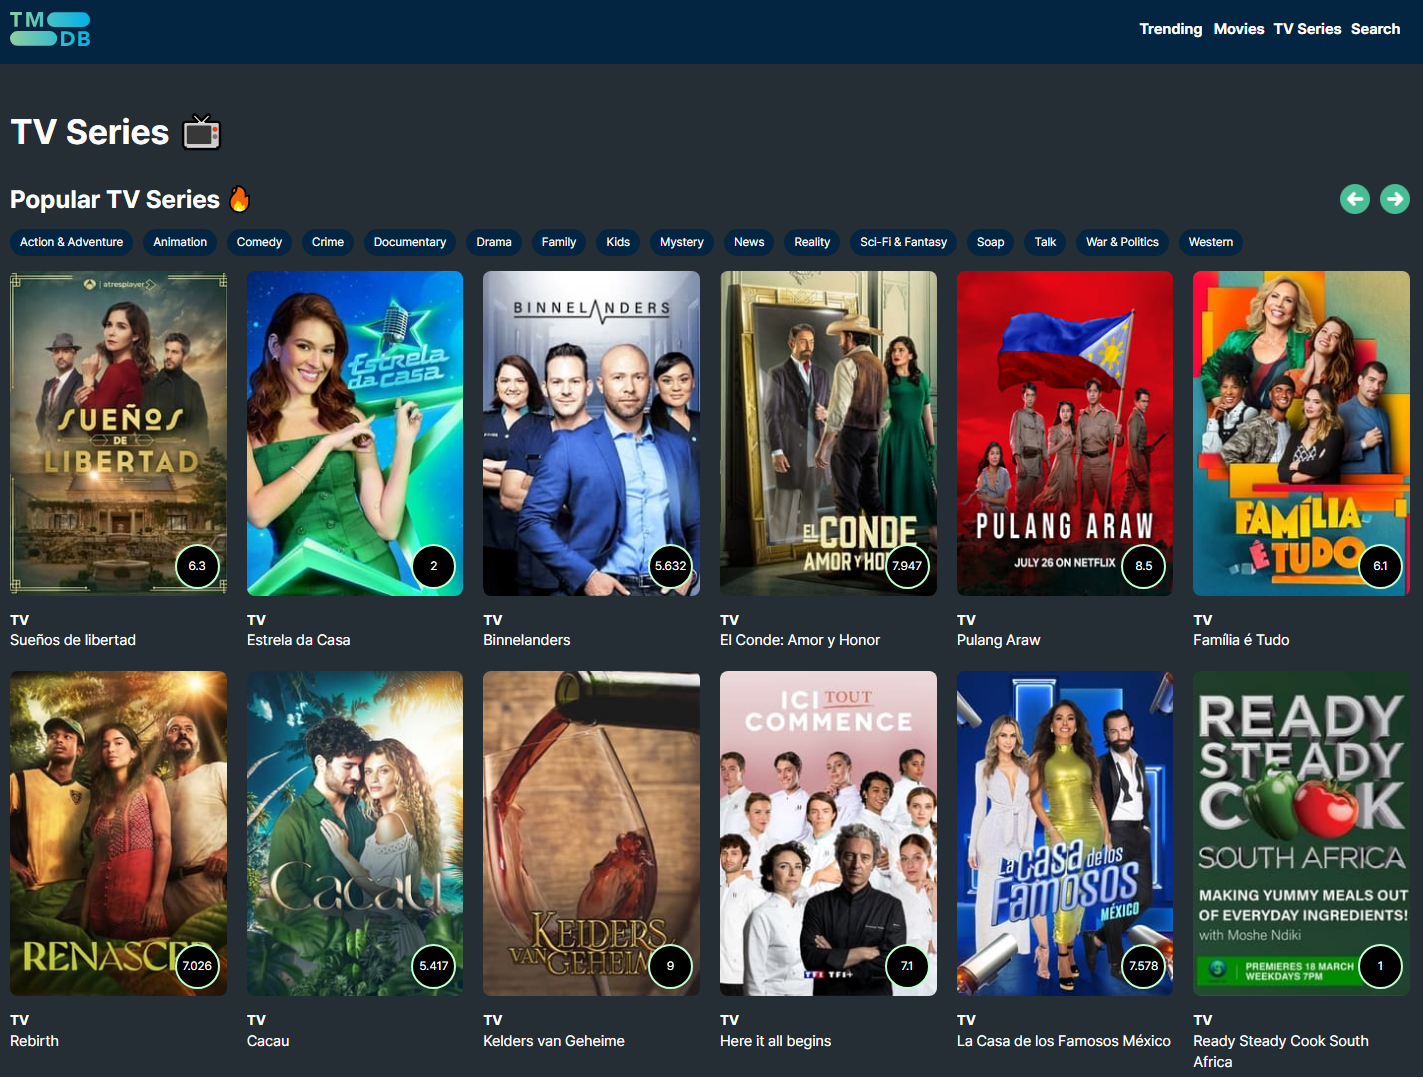 TM
DB
Trending Movies TV Series Search
TV Series
Popular TV Series
Action & Adventure Animation Comedy Crime Documentary Drama Family Kids Mystery News Reality Sci-Fi & Fantasy Soap Talk War & Politics Western
atresplayer
SUEÑOS
DE
LIBERTAD
6.3
Estrela
da casa
2
BINNELANDERS
5.632
EL CONDE
AMOR Y HO
7.947
PULANG ARAW
JULY 26 ON NETFLIX
8.5
FAMÍLIA
É TUDO
6.1
TV
Sueños de libertad
TV
Estrela da Casa
TV
Binnelanders
TV
El Conde: Amor y Honor
TV
Pulang Araw
TV
Família é Tudo
RENASCE
7.026
Cacau
5.417
KELDERS
VAN GEHEIM
9
ICI TOUT
COMMENCE
TF1 TF1+
7.1
La casa de los
Famosos
MÉXICO
7.578
READY
STEADY
COOK
SOUTH AFRICA
MAKING YUMMY MEALS OUT
OF EVERYDAY INGREDIENTS!
with Moshe Ndiki
PREMIERES 18 MARCH
WEEKDAYS 7PM
1
TV
Rebirth
TV
Cacau
TV
Kelders van Geheime
TV
Here it all begins
TV
La Casa de los Famosos México
TV
Ready Steady Cook South
Africa